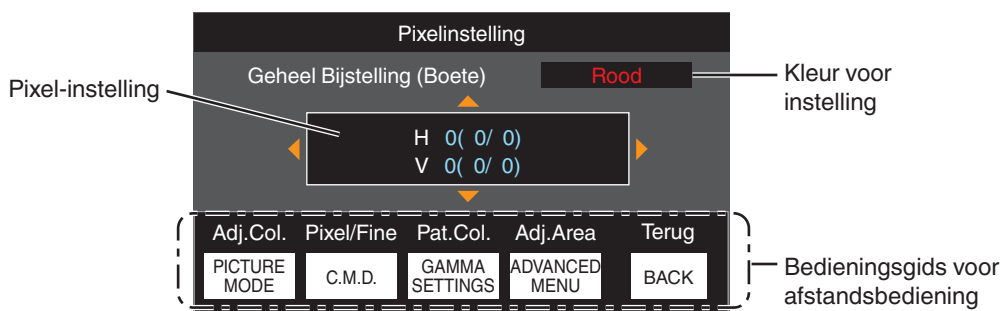 Pixelinstelling
Geheel Bijstelling (Boete) Rood
Pixel-instelling
Kleur voor
instelling
H 0( 0/ 0)
V 0( 0/ 0)
Adj.Col. Pixel/Fine Pat.Col. Adj.Area Terug
PICTURE
MODE
C.M.D.
GAMMA
SETTINGS
ADVANCED
MENU
BACK
Bedieningsgids voor
afstandsbediening